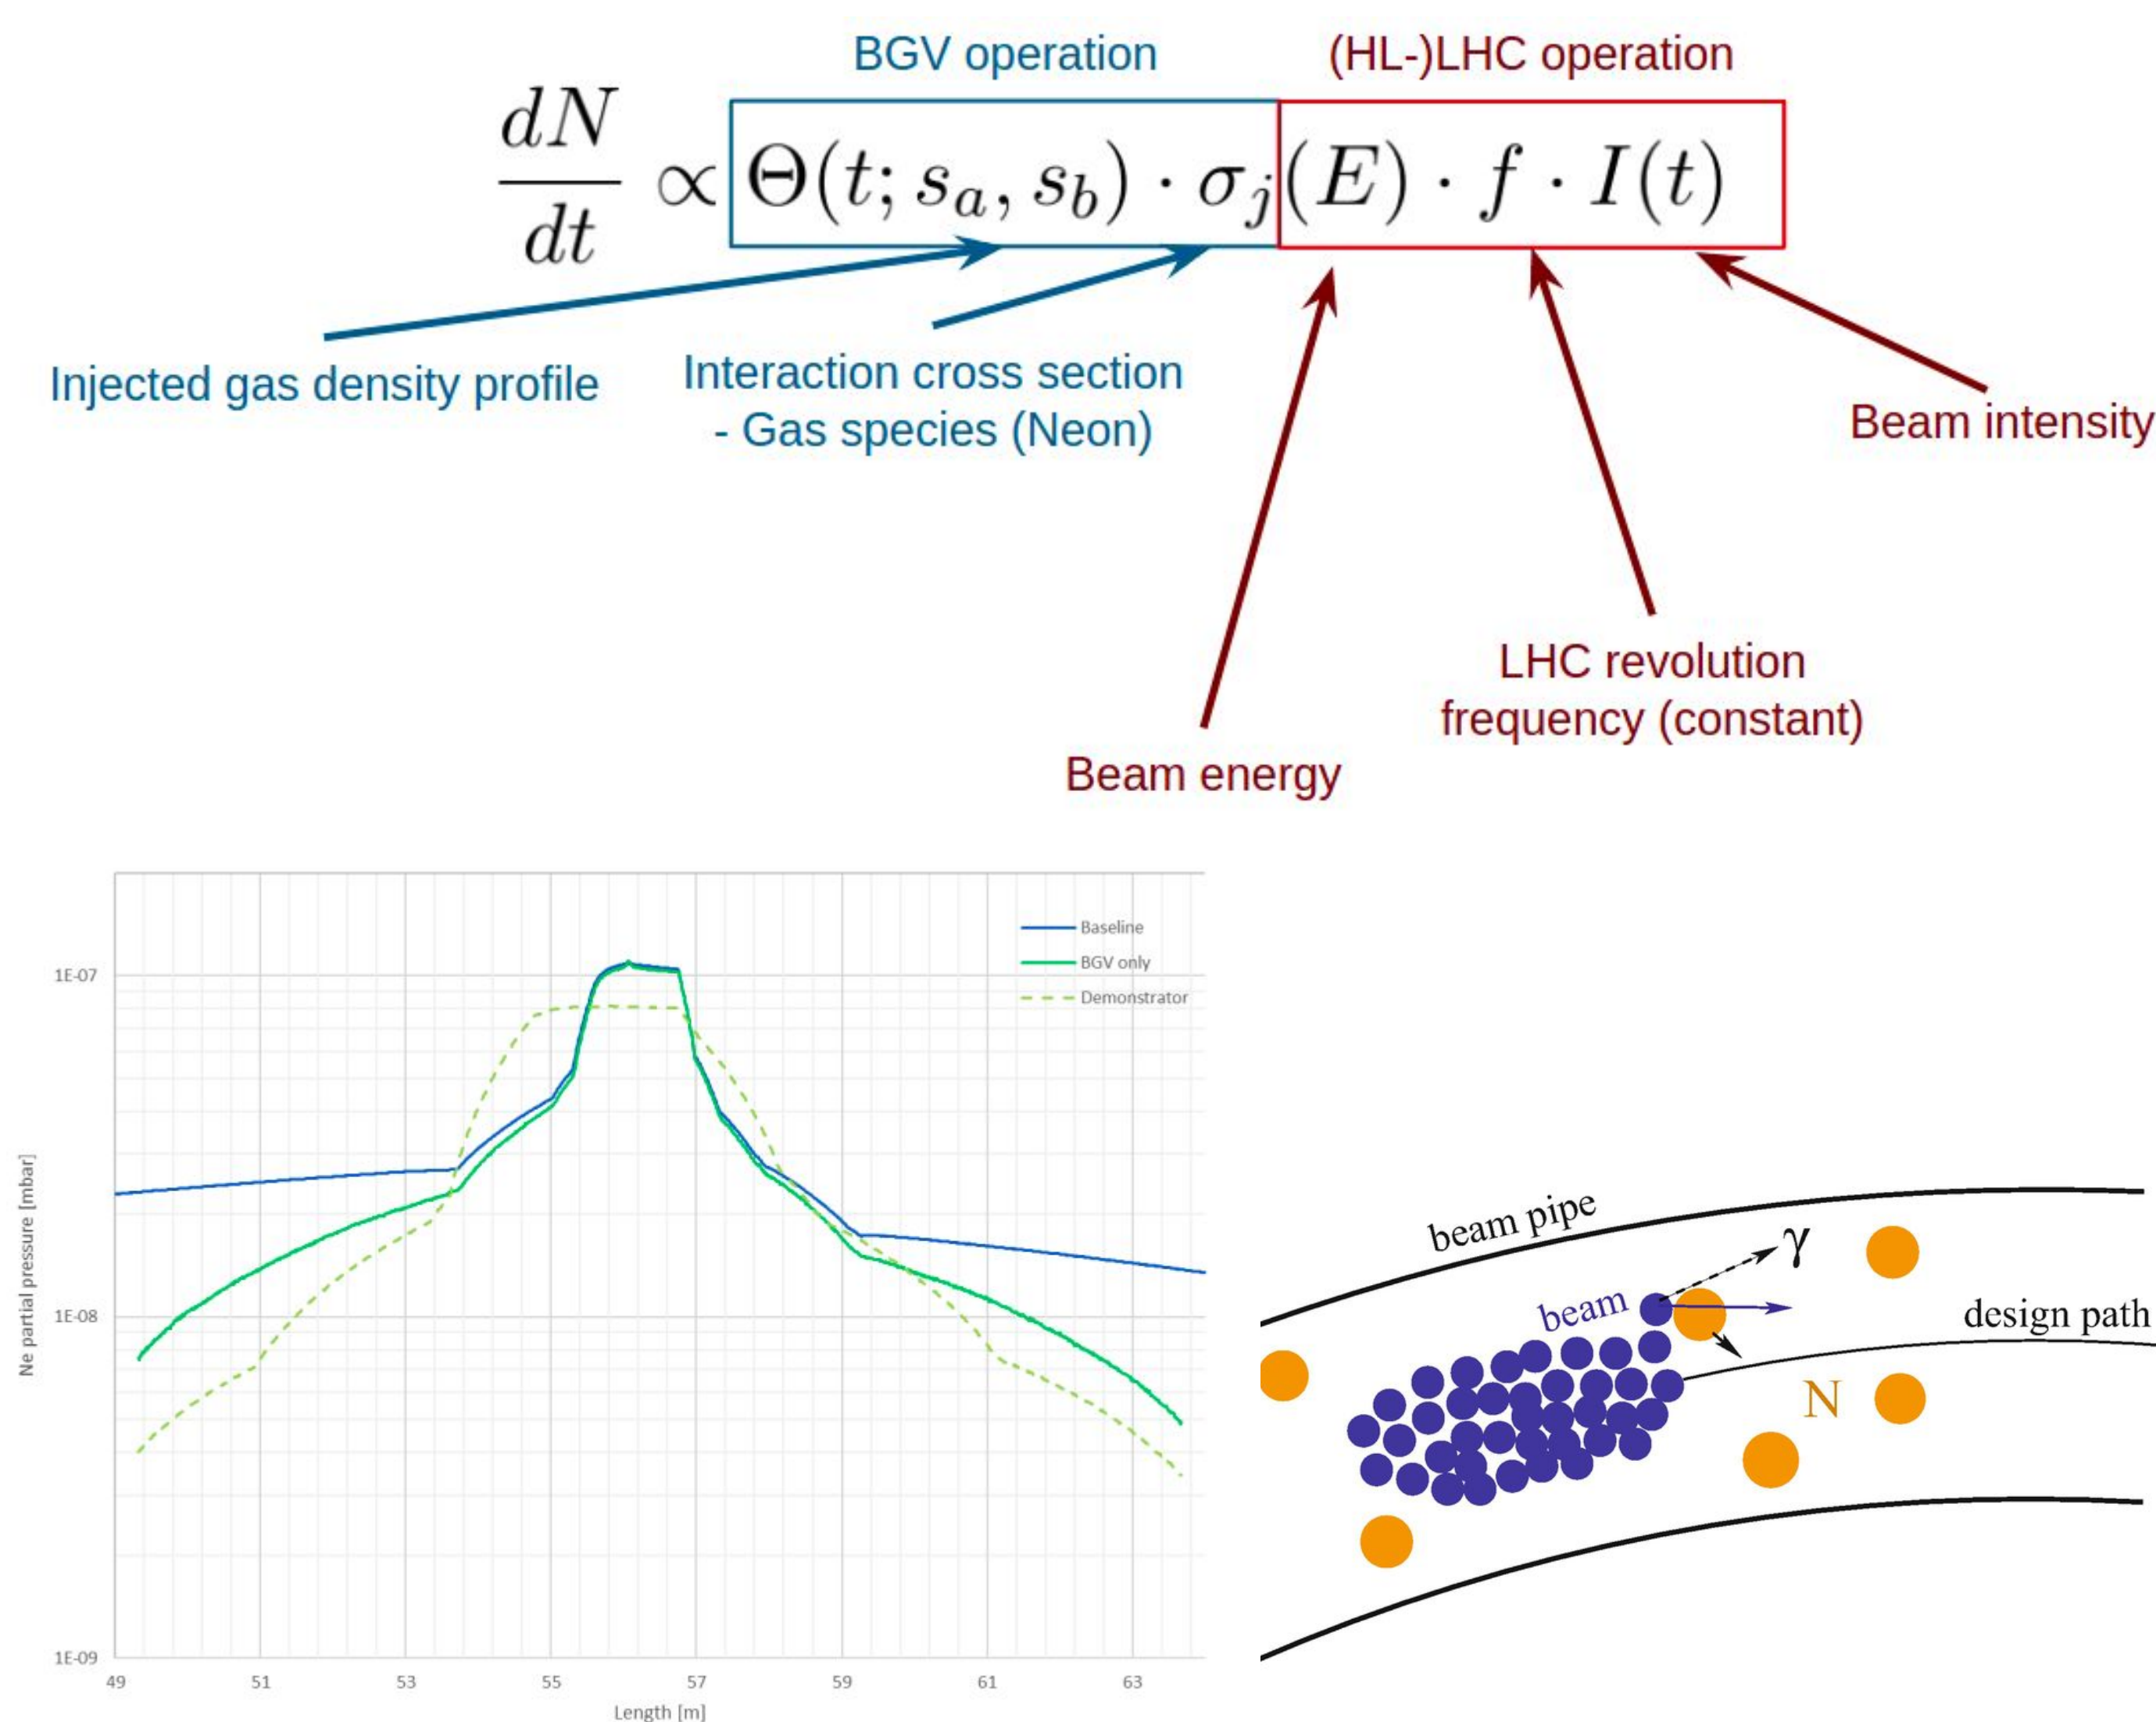 BGV operation
(HL-)LHC operation
dN/dt ∝ Θ(t; s_a, s_b) · σ_j(E) · f · I(t)
Injected gas density profile
Interaction cross section
- Gas species (Neon)
Beam intensity
LHC revolution
frequency (constant)
Beam energy
Baseline
BGV only
Demonstrator
1E-07
1E-08
1E-09
Ne partial pressure [mbar]
49 51 53 55 57 59 61 63
Length [m]
beam pipe
γ
beam
design path
N